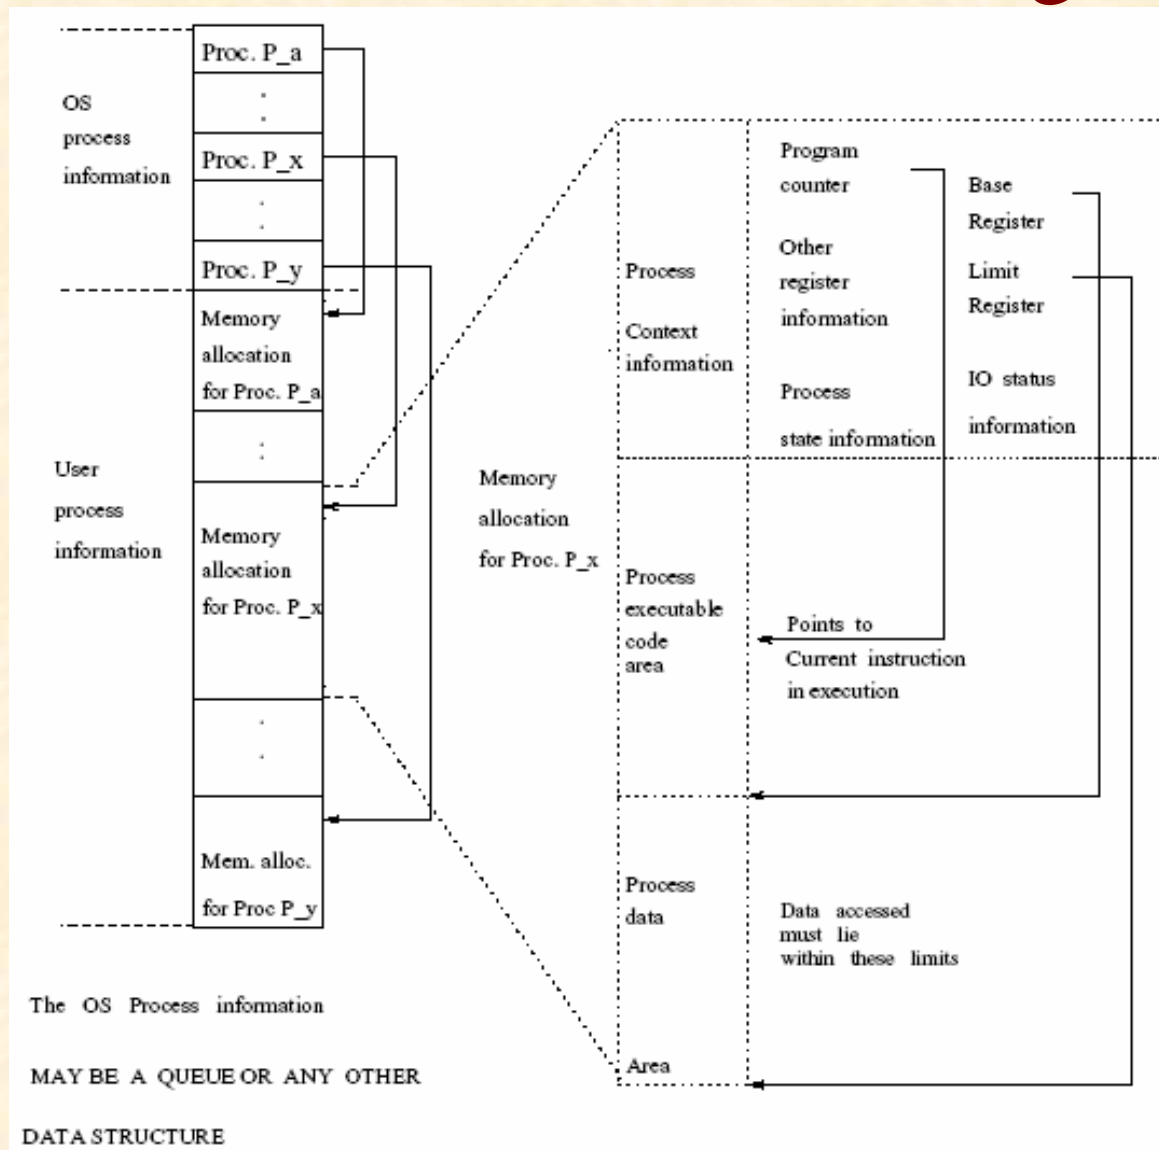 Proc. P_a
:
OS
process
information
Proc. P_x
:
Proc. P_y
Memory
allocation
for Proc. P_a
:
User
process
information
Memory
allocation
for Proc. P_x
:
Mem. alloc.
for Proc P_y
The OS Process information
MAY BE A QUEUE OR ANY OTHER
DATA STRUCTURE
Memory
allocation
for Proc. P_x
Process
Context
information
Program
counter
Other
register
information
Process
state information
Base
Register
Limit
Register
IO status
information
Process
executable
code
area
Points to
Current instruction
in execution
Process
data
Data accessed
must lie
within these limits
Area